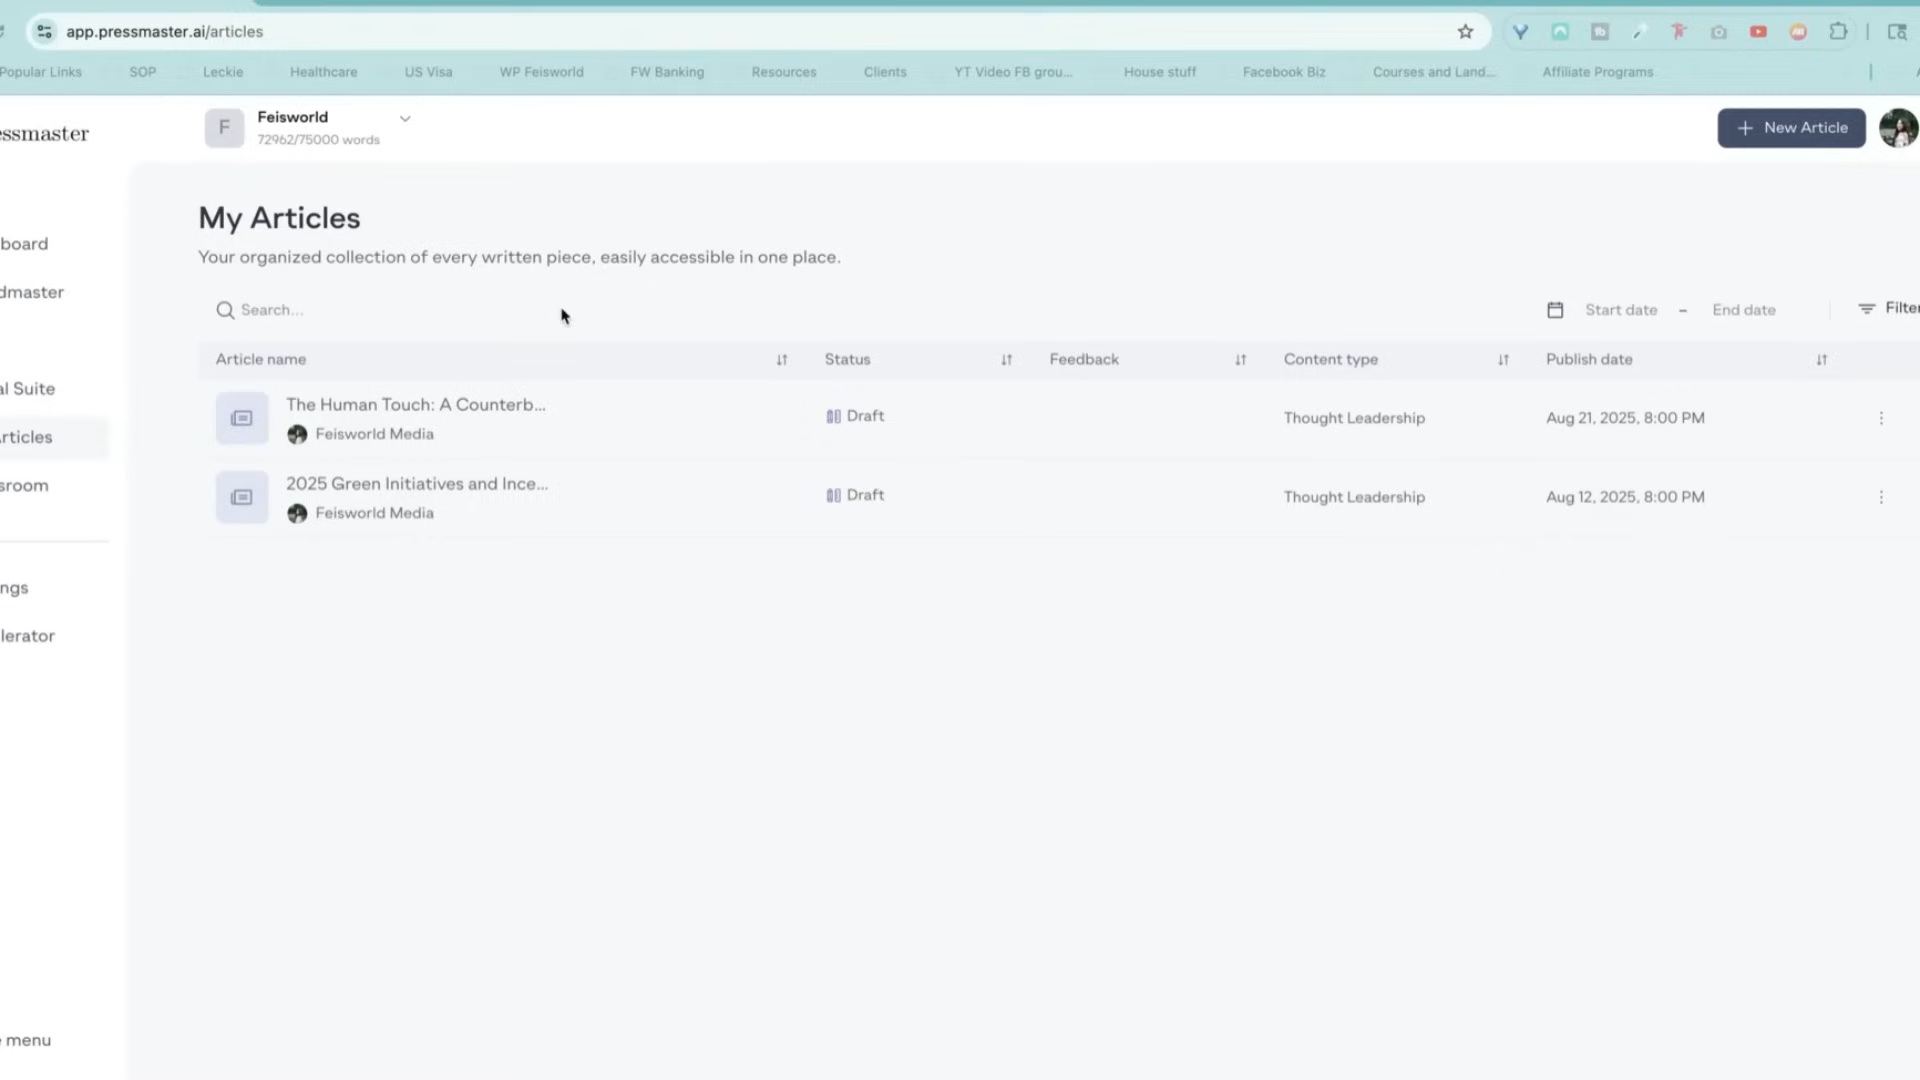 app.pressmaster.ai/articles
Popular Links SOP Leckie Healthcare US Visa WP Feisworld FW Banking Resources Clients YT Video FB grou... House stuff Facebook Biz Courses and Land... Affiliate Programs
essmaster
F Feisworld
72962/75000 words
+ New Article
My Articles
Your organized collection of every written piece, easily accessible in one place.
Search...
Start date – End date
Filter
Article name Status Feedback Content type Publish date
The Human Touch: A Counterb... Draft Thought Leadership Aug 21, 2025, 8:00 PM
Feisworld Media
2025 Green Initiatives and Ince... Draft Thought Leadership Aug 12, 2025, 8:00 PM
Feisworld Media
board
dmaster
al Suite
rticles
sroom
ngs
lerator
e menu